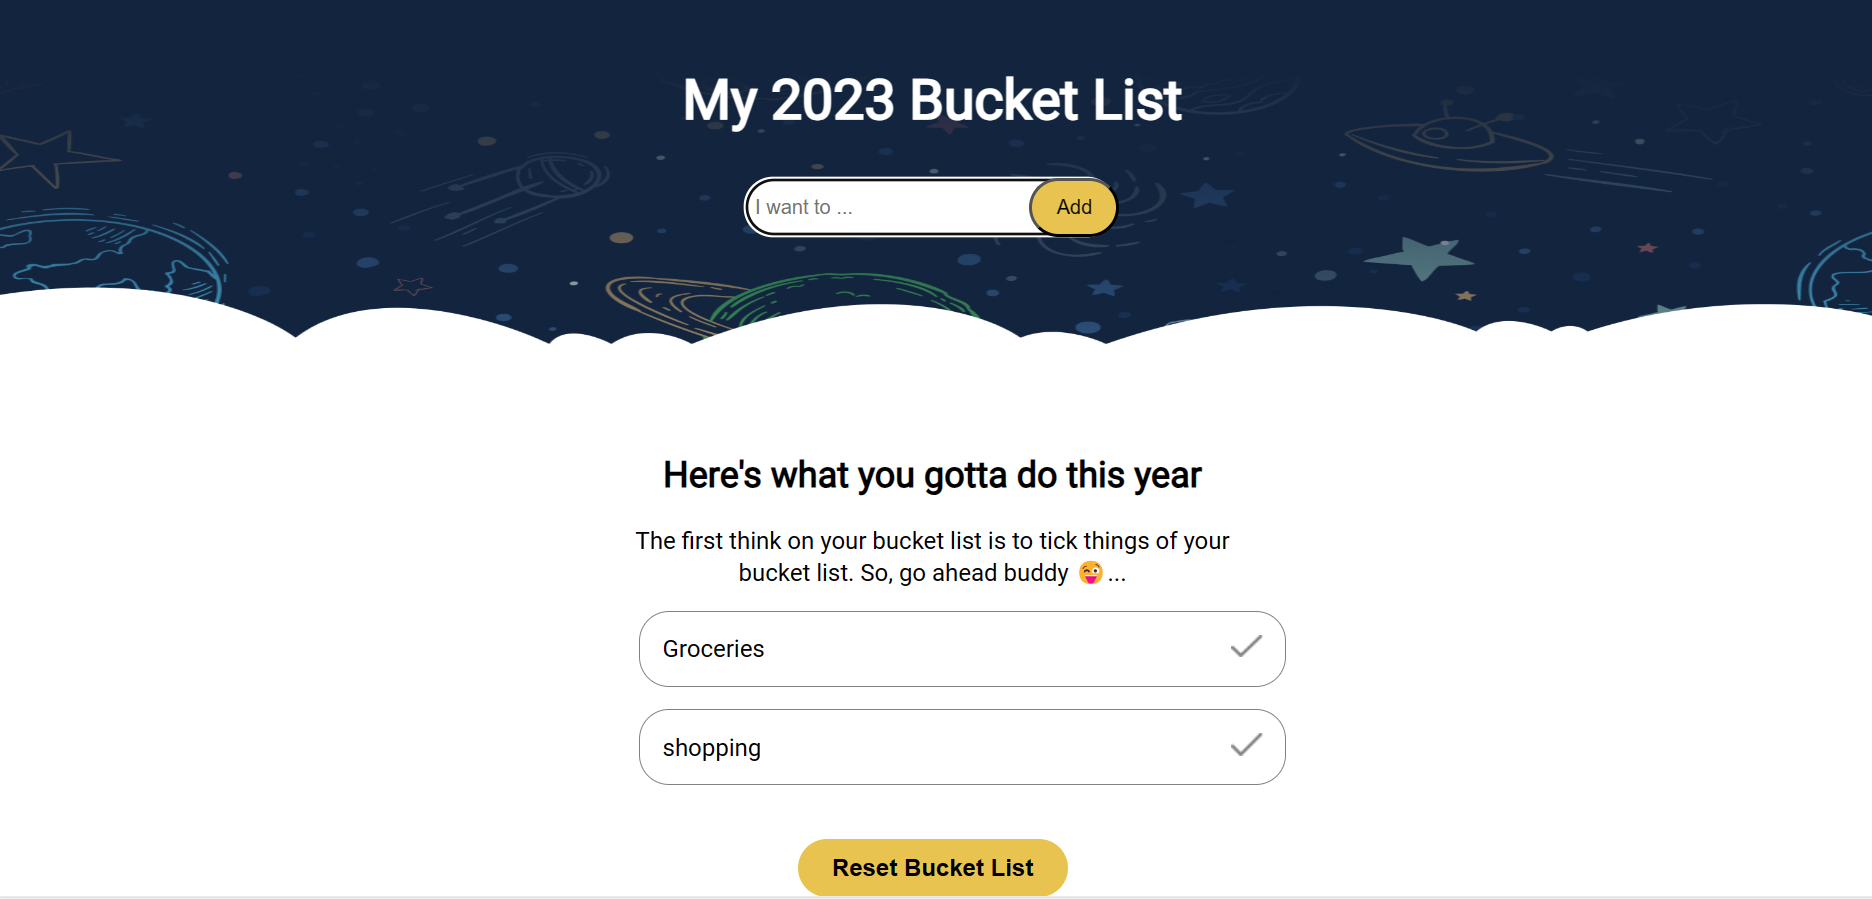 My 2023 Bucket List
I want to ...
Add
Here's what you gotta do this year
The first think on your bucket list is to tick things of your
bucket list. So, go ahead buddy 😜...
Groceries
shopping
Reset Bucket List